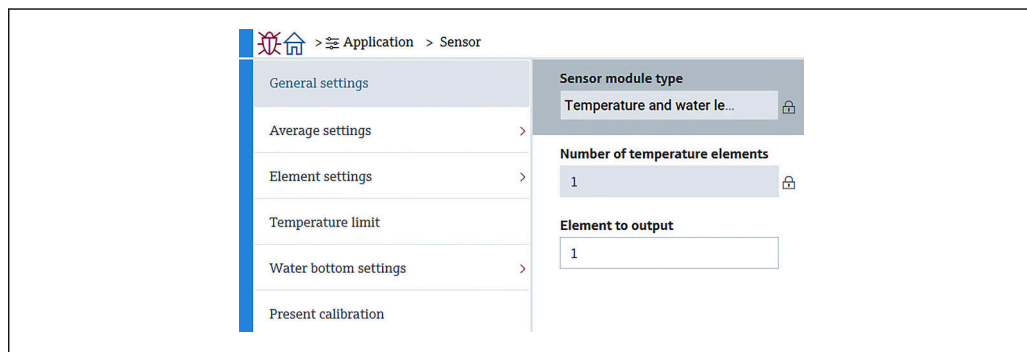 > Application > Sensor
General settings
Average settings >
Element settings >
Temperature limit
Water bottom settings >
Present calibration
Sensor module type
Temperature and water le...
Number of temperature elements
1
Element to output
1